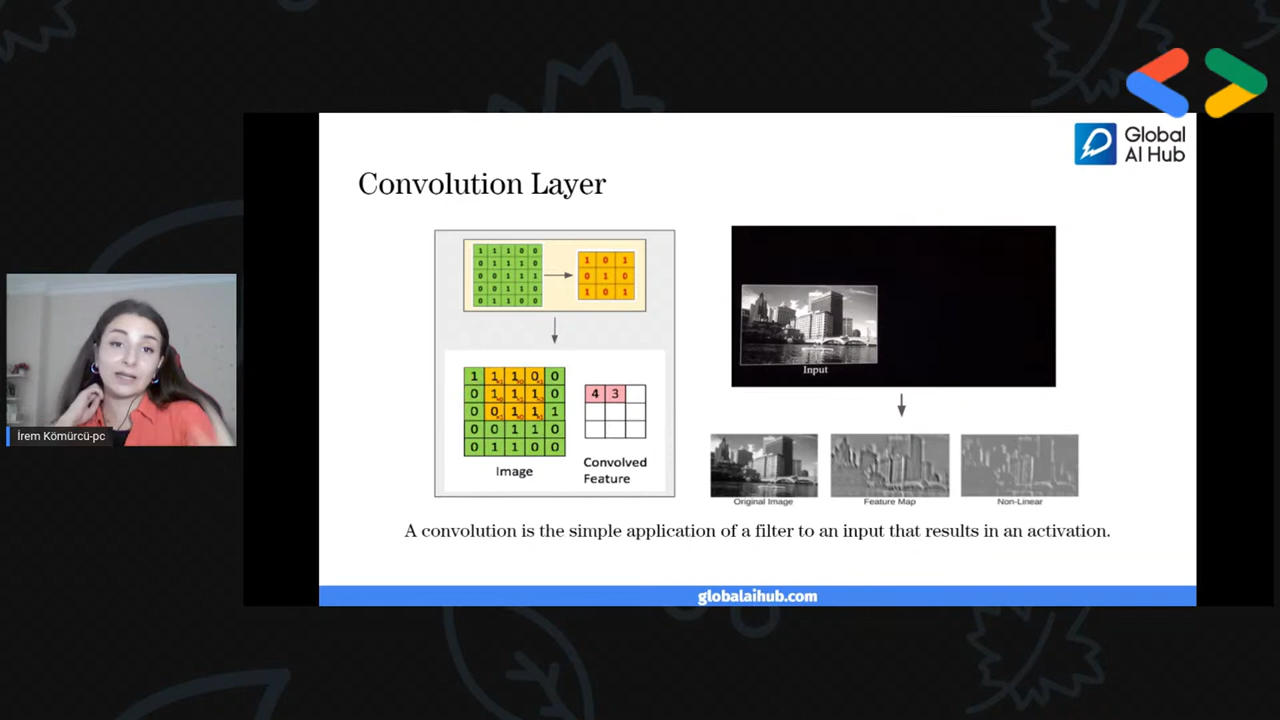 Global
AI Hub
Convolution Layer
1 1 1 0 0
0 1 1 1 0
0 0 1 1 1
0 0 1 1 0
0 1 1 0 0
1 0 1
0 1 0
1 0 1
Input
1 1 1 0 0
0 1 1 1 0
0 0 1 1 1
0 0 1 1 0
0 1 1 0 0
4 3
Image
Convolved
Feature
Original Image
Feature Map
Non-Linear
A convolution is the simple application of a filter to an input that results in an activation.
globalaihub.com
İrem Kömürcü-pc